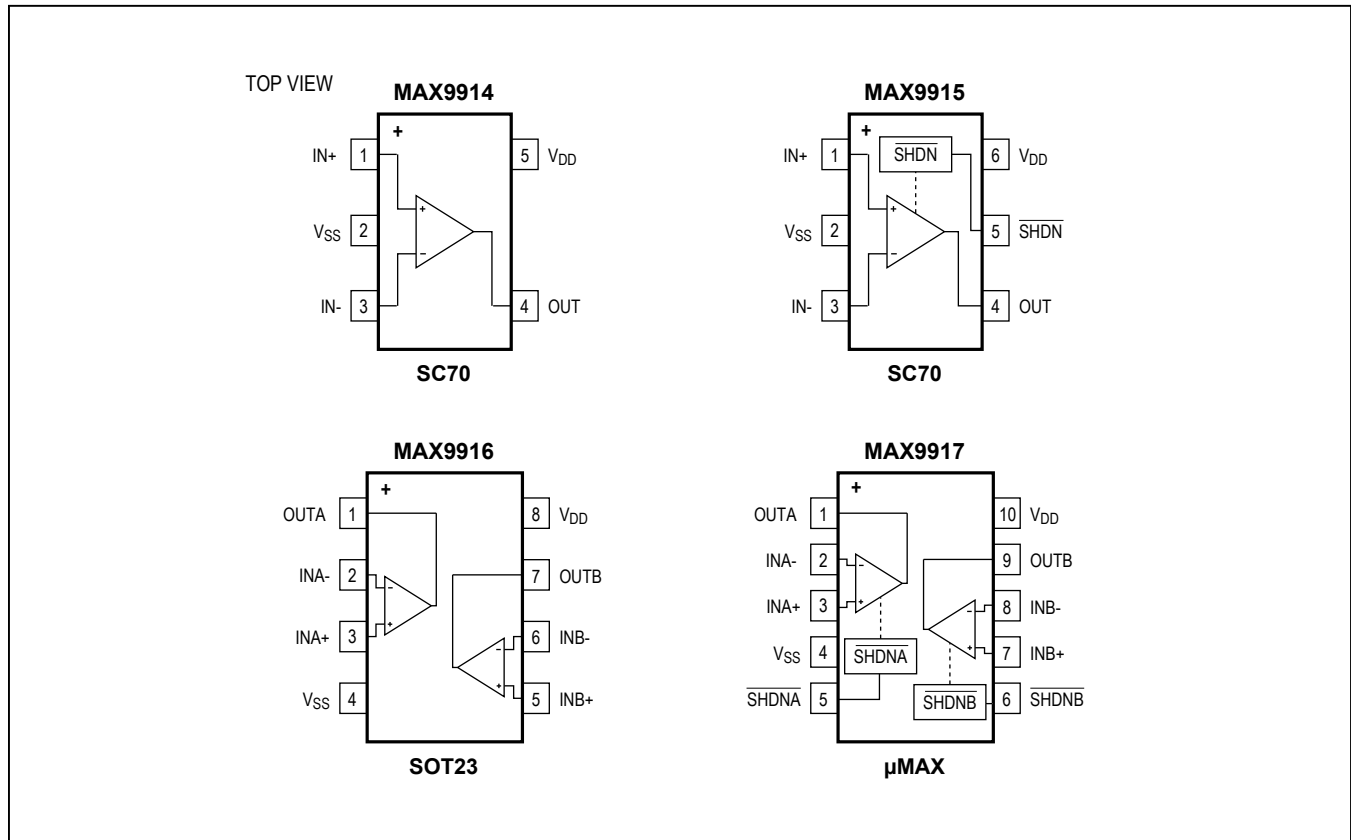 TOP VIEW
MAX9914
+
IN+ 1
5 VDD
VSS 2
IN- 3
4 OUT
+
-
SC70
MAX9915
+
IN+ 1
SHDN
6 VDD
VSS 2
5 SHDN
IN- 3
4 OUT
+
-
SC70
MAX9916
+
OUTA 1
8 VDD
INA- 2
7 OUTB
INA+ 3
6 INB-
VSS 4
5 INB+
-
+
-
+
SOT23
MAX9917
+
OUTA 1
10 VDD
INA- 2
9 OUTB
INA+ 3
8 INB-
VSS 4
7 INB+
SHDNA 5
6 SHDNB
-
+
-
+
SHDNA
SHDNB
µMAX